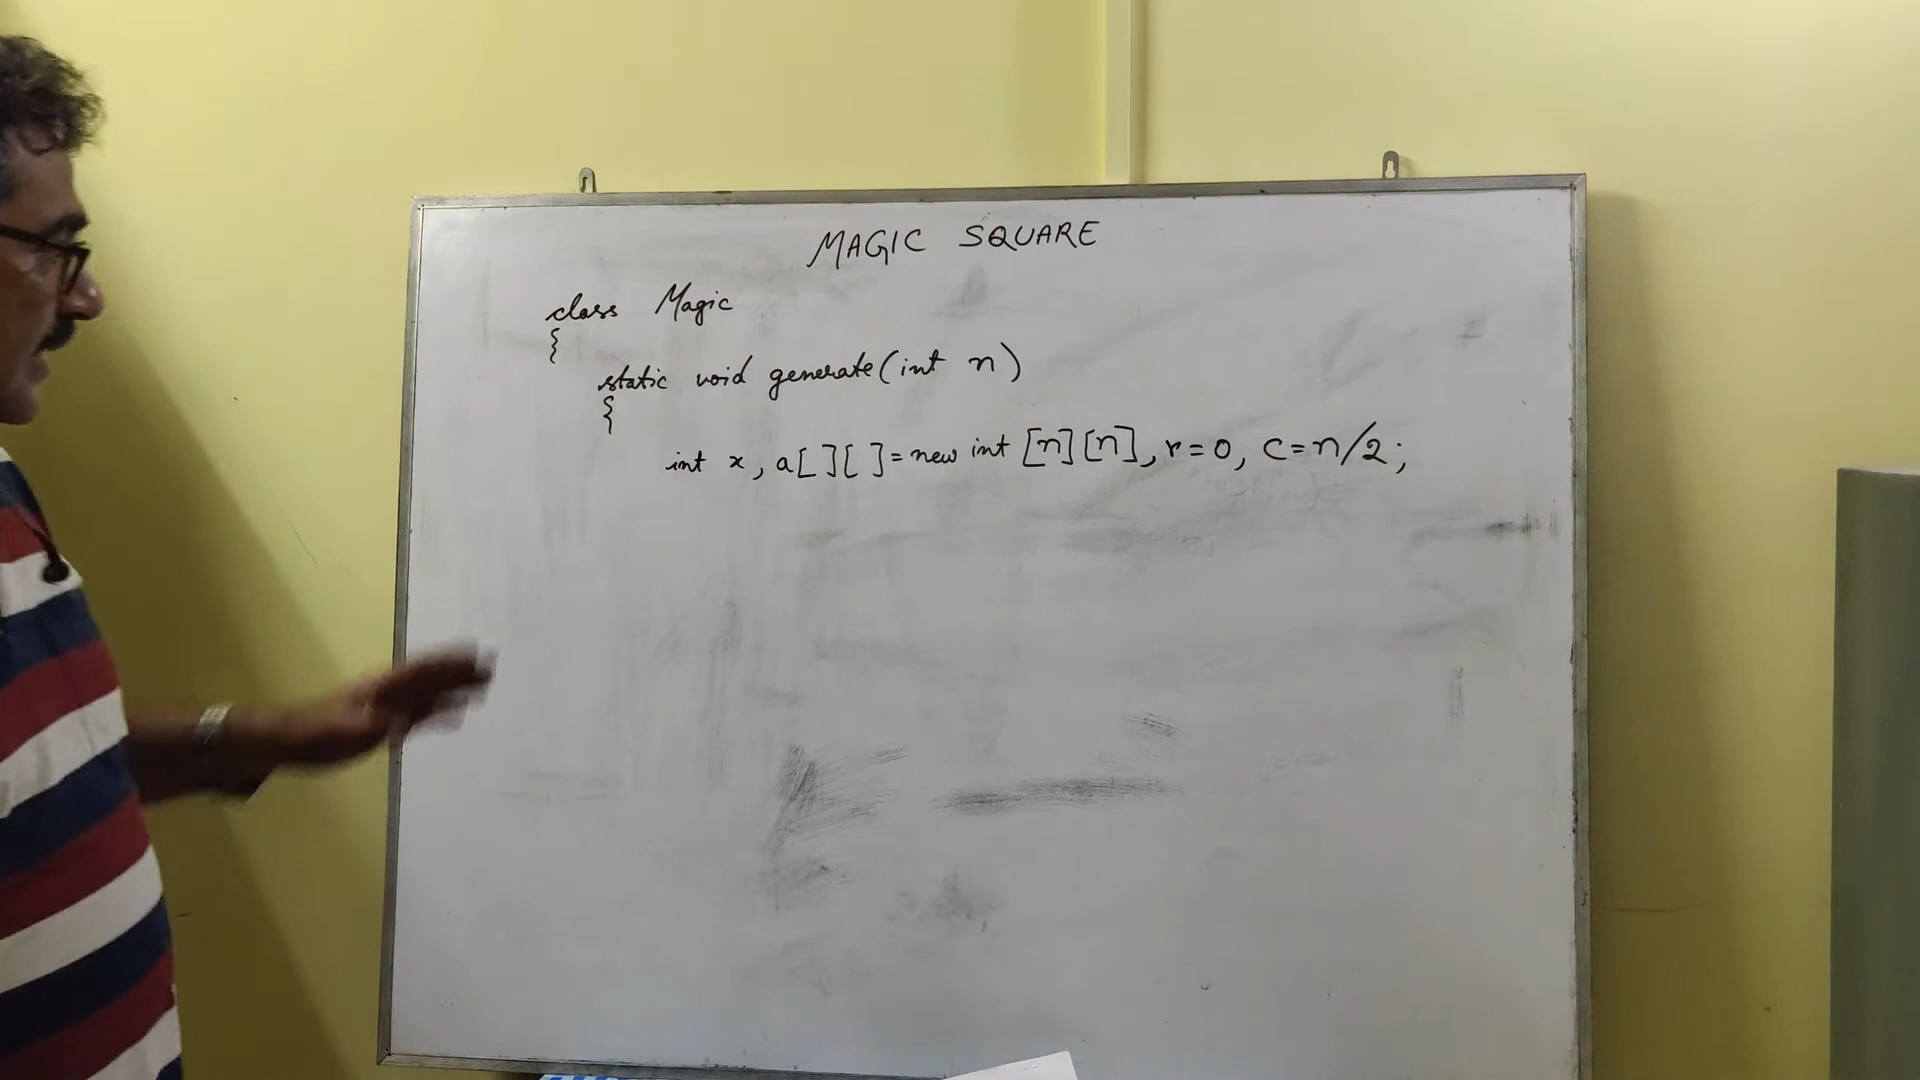 MAGIC SQUARE
class Magic
{
static void generate(int n)
{
int x, a[ ][ ]=new int [n][n], r=0, c=n/2;